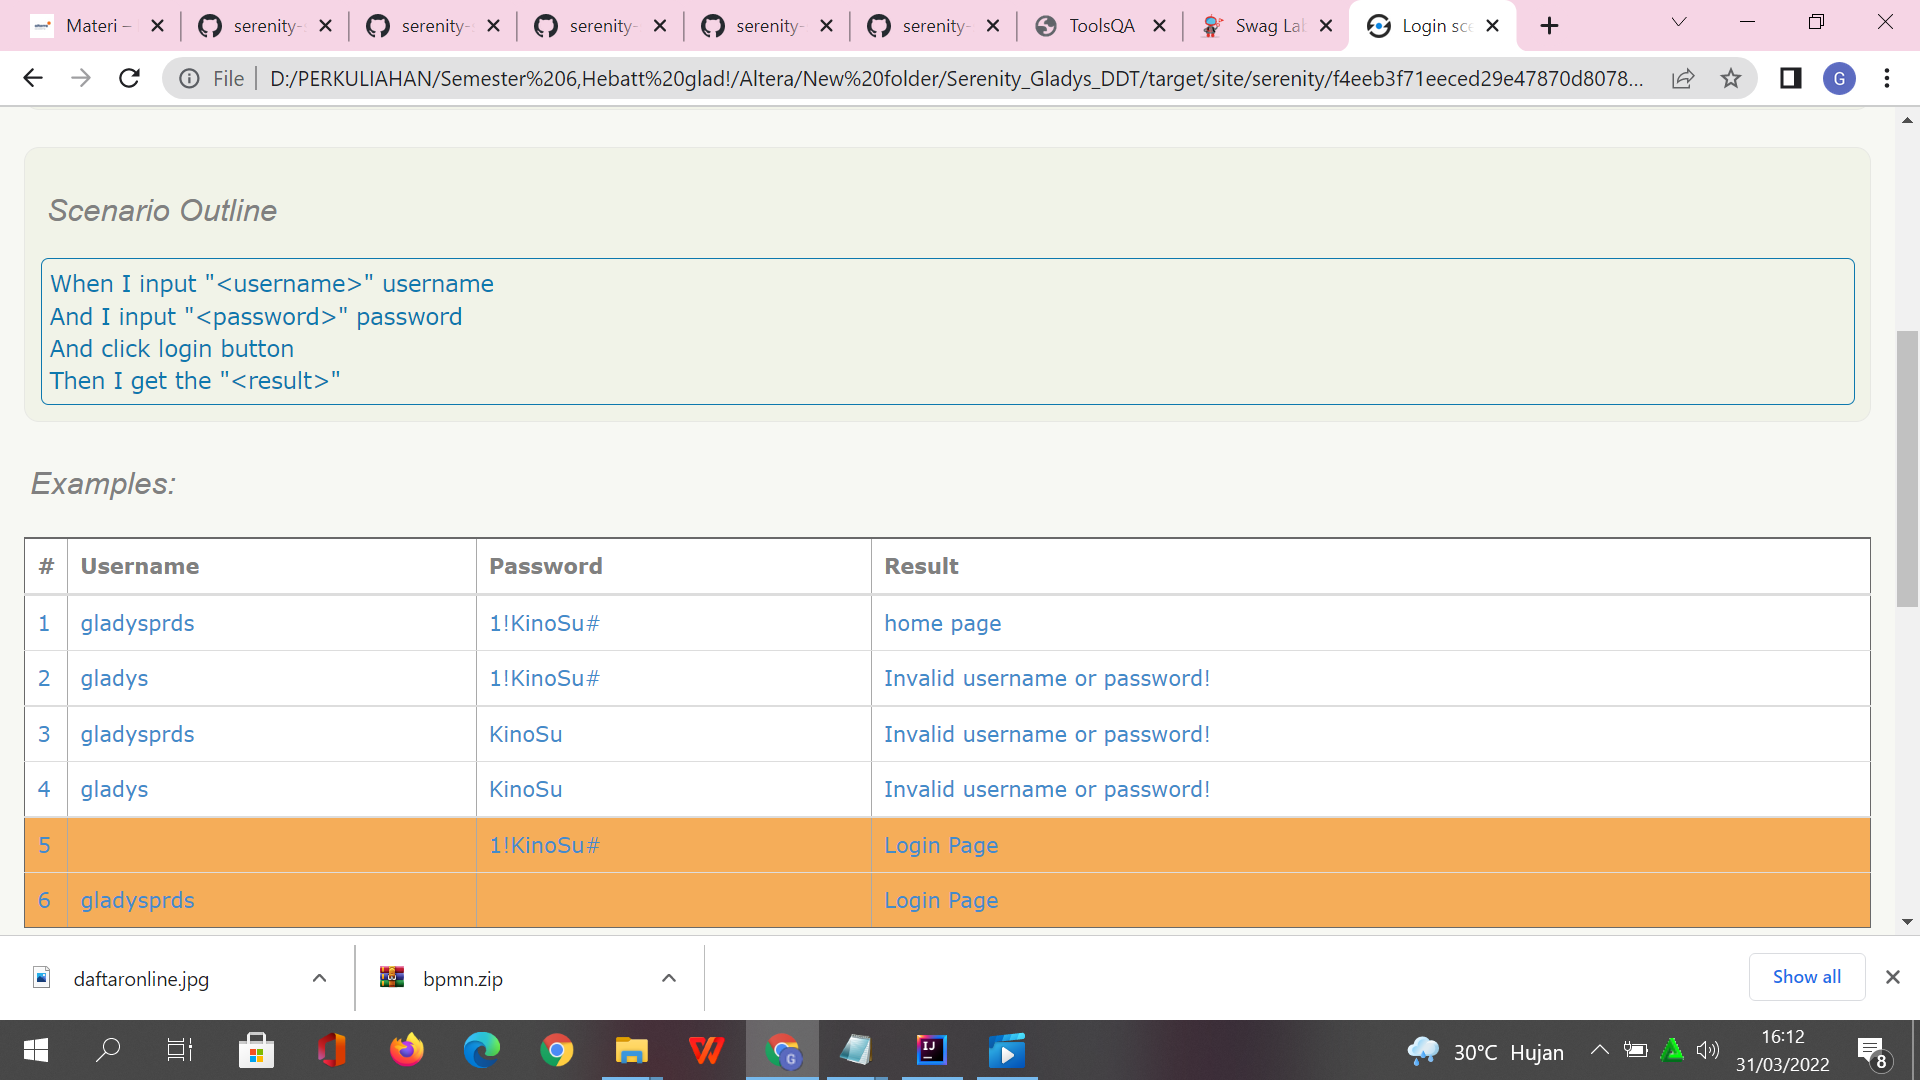 Materi –
serenity-
serenity-
serenity-
serenity-
serenity-
ToolsQA
Swag Lab
Login sce
File
D:/PERKULIAHAN/Semester%206,Hebatt%20glad!/Altera/New%20folder/Serenity_Gladys_DDT/target/site/serenity/f4eeb3f71eeced29e47870d8078...
G
Scenario Outline
When I input "<username>" username
And I input "<password>" password
And click login button
Then I get the "<result>"
Examples:
# Username Password Result
1 gladysprds 1!KinoSu# home page
2 gladys 1!KinoSu# Invalid username or password!
3 gladysprds KinoSu Invalid username or password!
4 gladys KinoSu Invalid username or password!
5 1!KinoSu# Login Page
6 gladysprds Login Page
daftaronline.jpg
bpmn.zip
Show all
G
IJ
30°C Hujan
16:12
31/03/2022
8